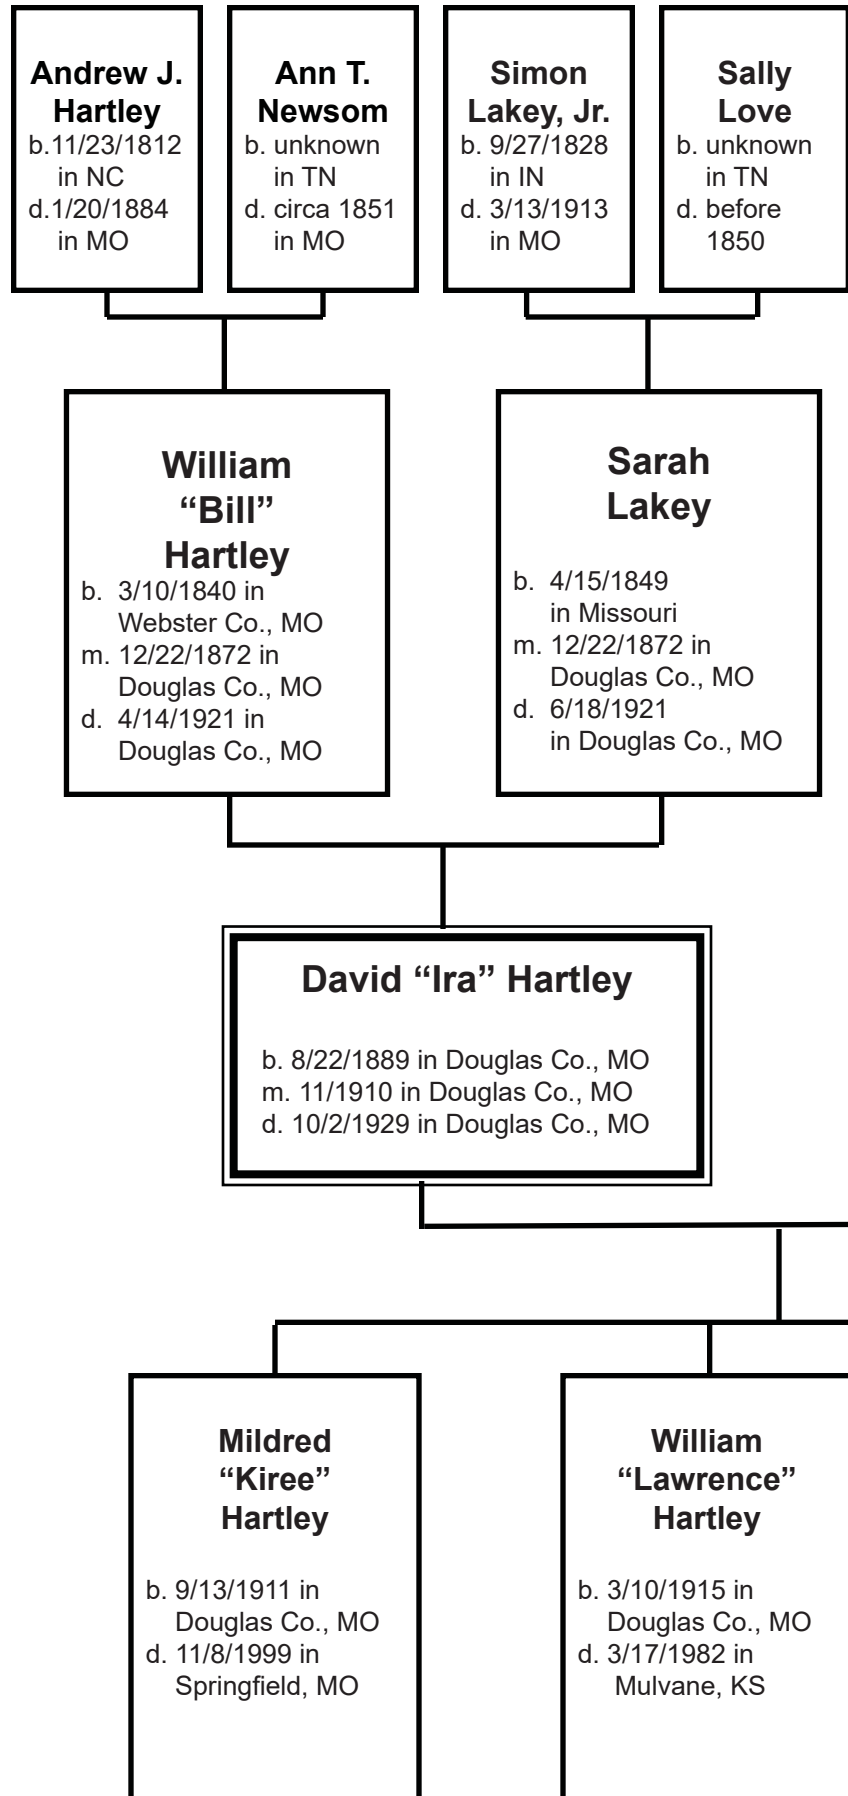 Andrew J.
Hartley
b.11/23/1812
in NC
d.1/20/1884
in MO
Ann T.
Newsom
b. unknown
in TN
d. circa 1851
in MO
Simon
Lakey, Jr.
b. 9/27/1828
in IN
d. 3/13/1913
in MO
Sally
Love
b. unknown
in TN
d. before
1850
William
“Bill”
Hartley
b. 3/10/1840 in
Webster Co., MO
m. 12/22/1872 in
Douglas Co., MO
d. 4/14/1921 in
Douglas Co., MO
Sarah
Lakey
b. 4/15/1849
in Missouri
m. 12/22/1872 in
Douglas Co., MO
d. 6/18/1921
in Douglas Co., MO
David “Ira” Hartley
b. 8/22/1889 in Douglas Co., MO
m. 11/1910 in Douglas Co., MO
d. 10/2/1929 in Douglas Co., MO
Mildred
“Kiree”
Hartley
b. 9/13/1911 in
Douglas Co., MO
d. 11/8/1999 in
Springfield, MO
William
“Lawrence”
Hartley
b. 3/10/1915 in
Douglas Co., MO
d. 3/17/1982 in
Mulvane, KS